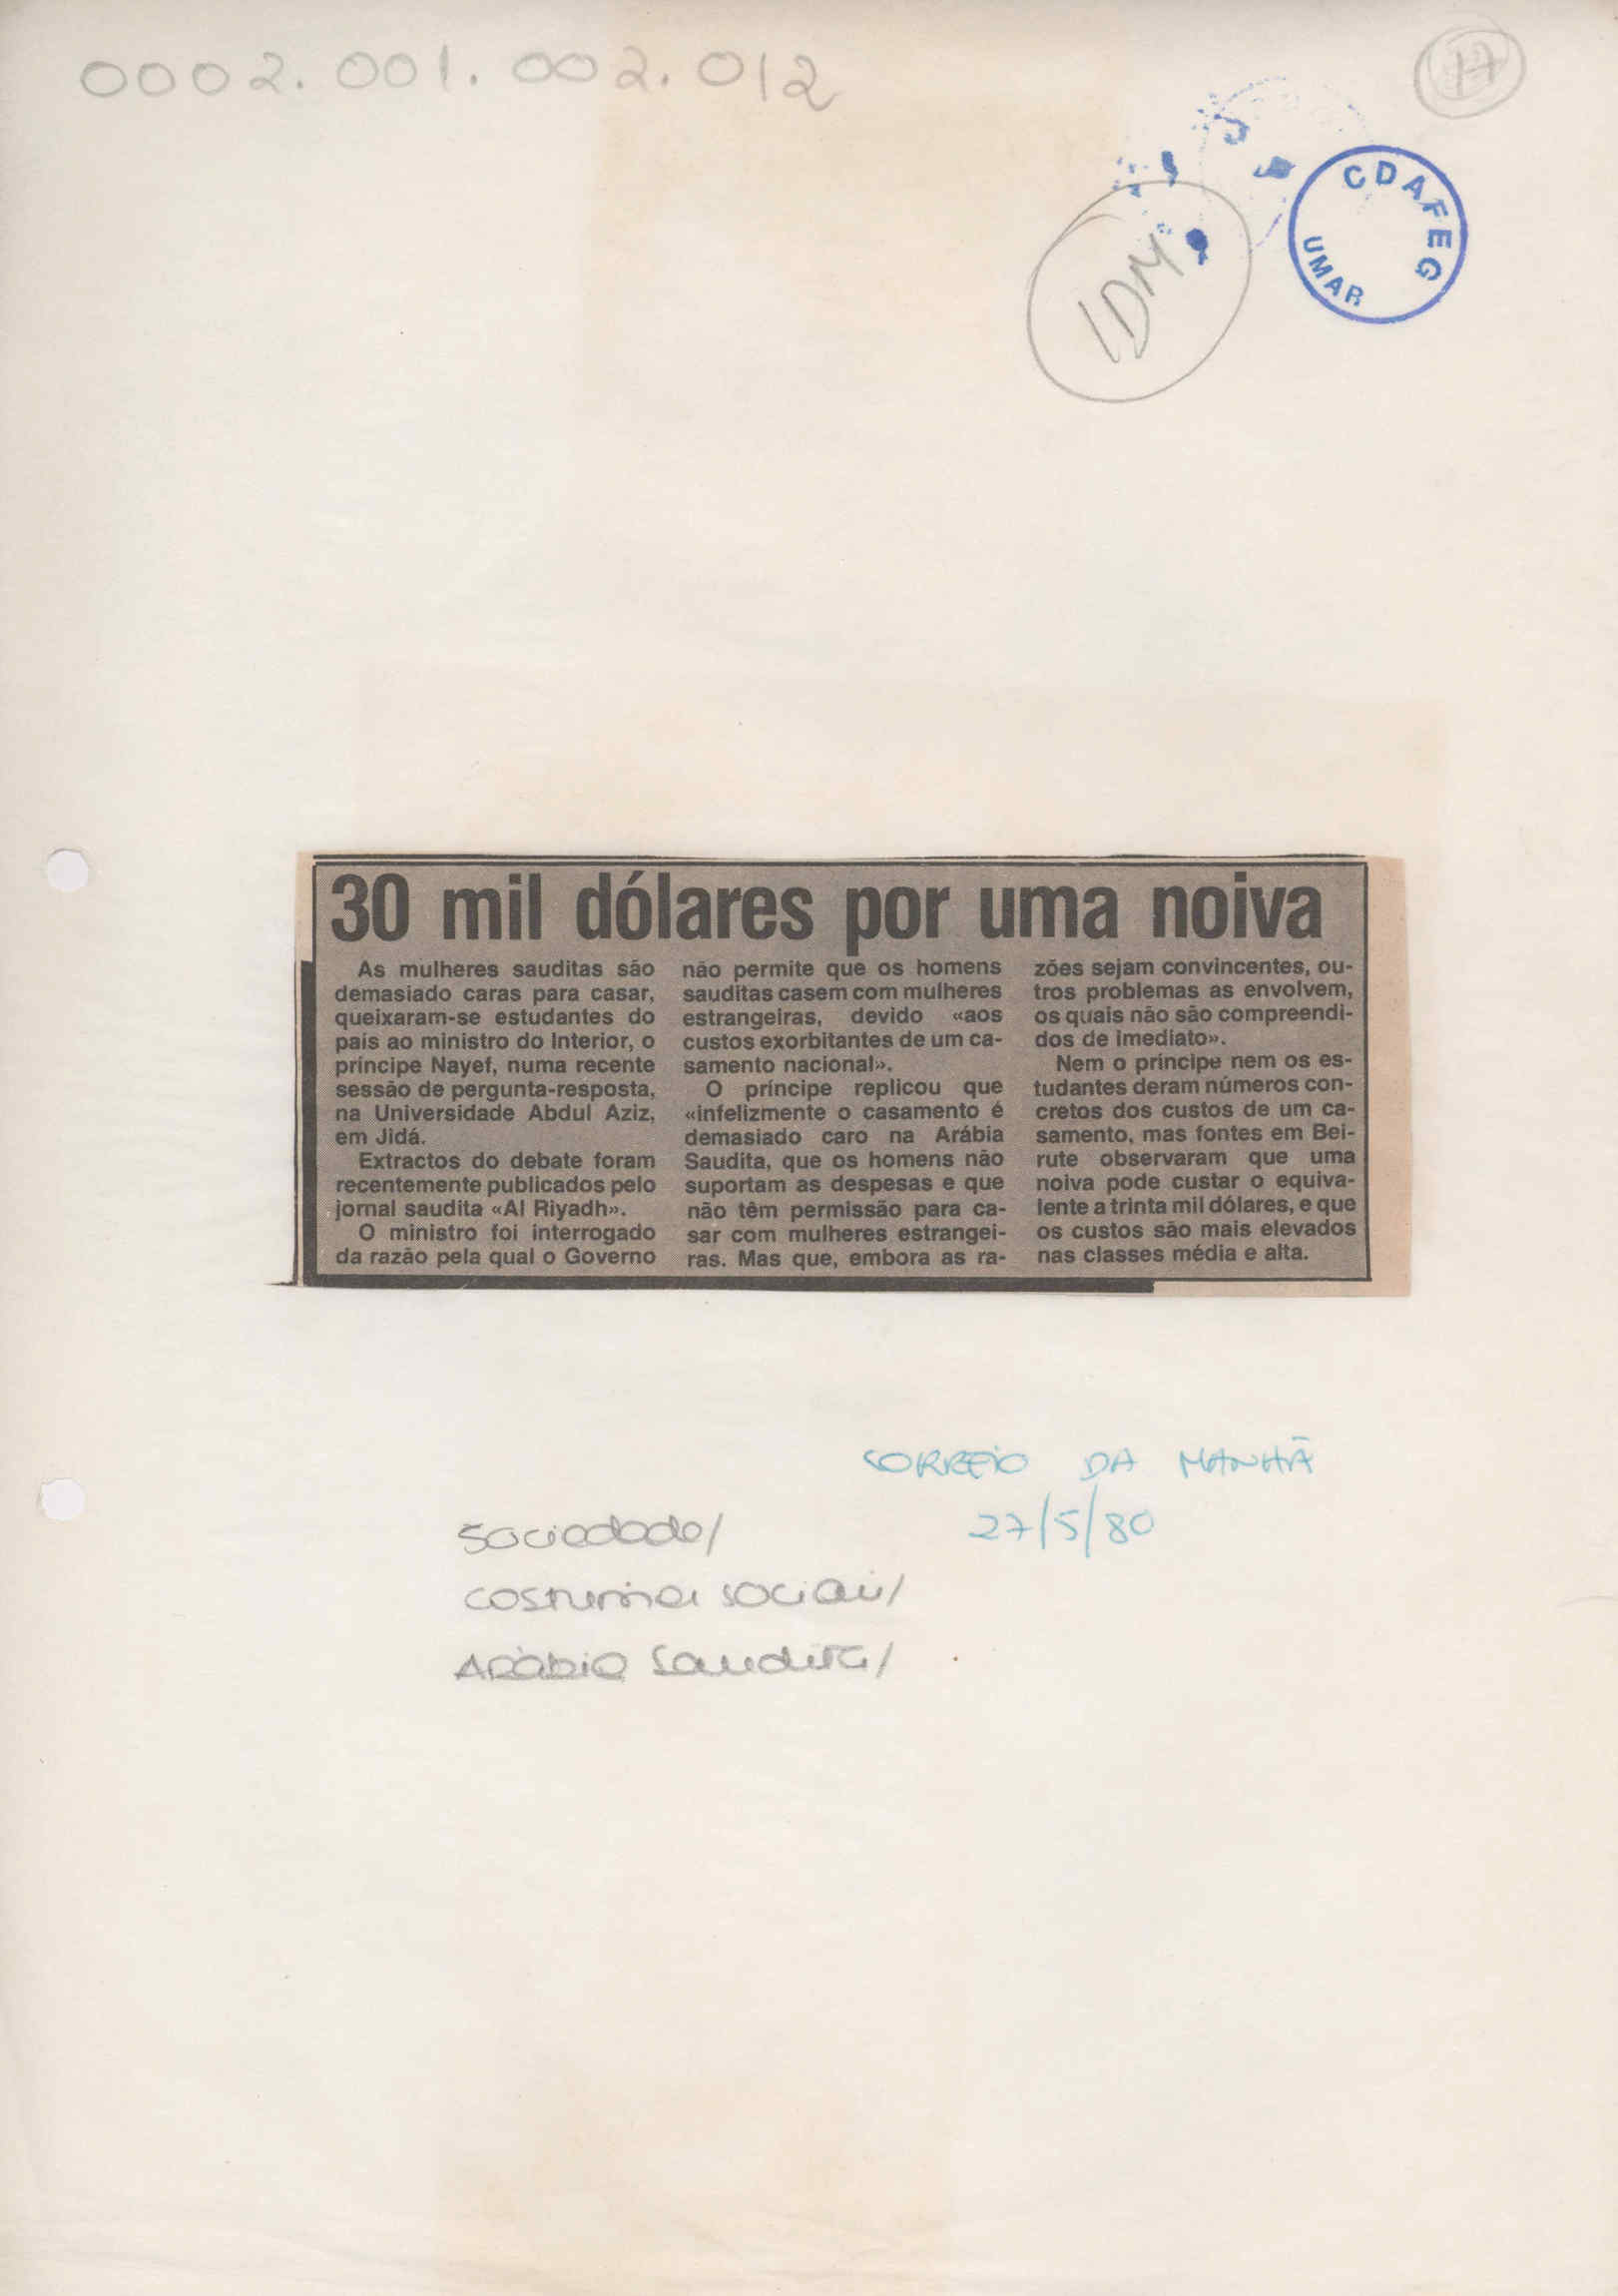 0002.001.002.012
17
IDM
CDAFEG
UMAR
30 mil dólares por uma noiva
As mulheres sauditas são
demasiado caras para casar,
queixaram-se estudantes do
país ao ministro do Interior, o
príncipe Nayef, numa recente
sessão de pergunta-resposta,
na Universidade Abdul Aziz,
em Jidá.
Extractos do debate foram
recentemente publicados pelo
jornal saudita «Al Riyadh».
O ministro foi interrogado
da razão pela qual o Governo
não permite que os homens
sauditas casem com mulheres
estrangeiras, devido «aos
custos exorbitantes de um ca-
samento nacional».
O príncipe replicou que
«infelizmente o casamento é
demasiado caro na Arábia
Saudita, que os homens não
suportam as despesas e que
não têm permissão para ca-
sar com mulheres estrangei-
ras. Mas que, embora as ra-
zões sejam convincentes, ou-
tros problemas as envolvem,
os quais não são compreendi-
dos de imediato».
Nem o príncipe nem os es-
tudantes deram números con-
cretos dos custos de um ca-
samento, mas fontes em Bei-
rute observaram que uma
noiva pode custar o equiva-
lente a trinta mil dólares, e que
os custos são mais elevados
nas classes média e alta.
CORREIO DA MANHÃ
27/5/80
Sociedade/
costumes sociais/
Arábia Saudita/